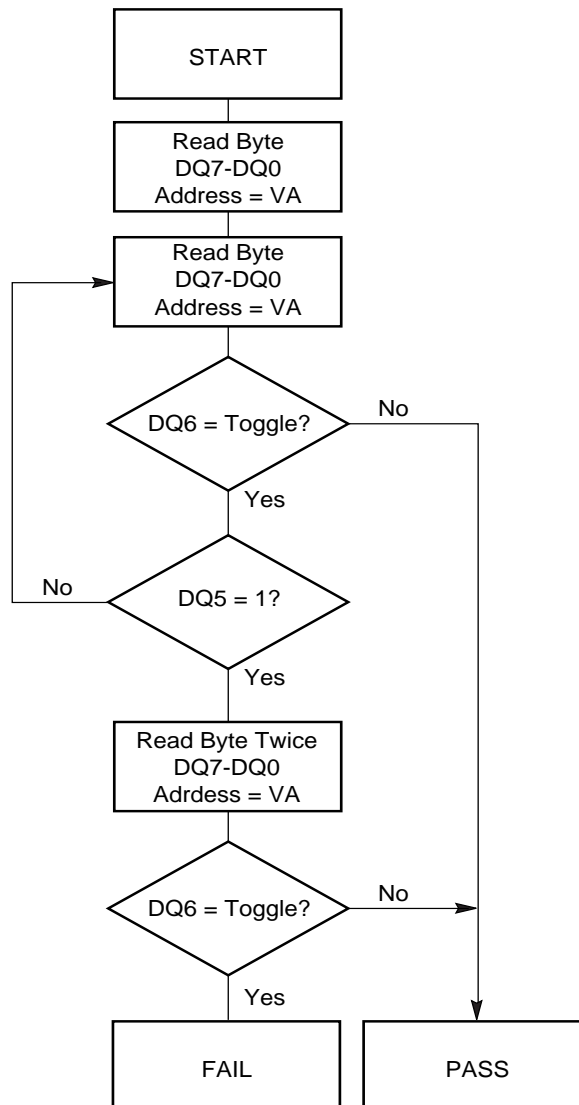 START
Read Byte
DQ7-DQ0
Address = VA
Read Byte
DQ7-DQ0
Address = VA
DQ6 = Toggle?
No
Yes
No
DQ5 = 1?
Yes
Read Byte Twice
DQ7-DQ0
Adrdess = VA
DQ6 = Toggle?
No
Yes
FAIL
PASS